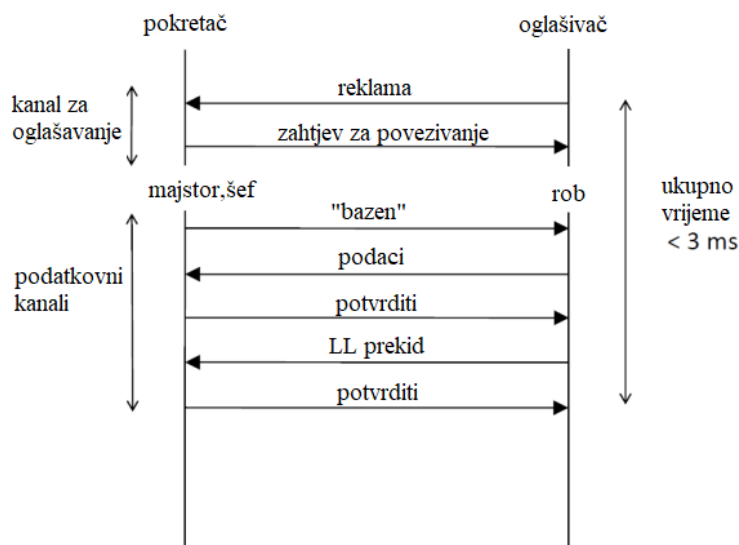 pokretač
oglašivač
reklama
kanal za
oglašavanje
zahtjev za povezivanje
majstor,šef
rob
ukupno
vrijeme
< 3 ms
"bazen"
podaci
podatkovni
kanali
potvrditi
LL prekid
potvrditi